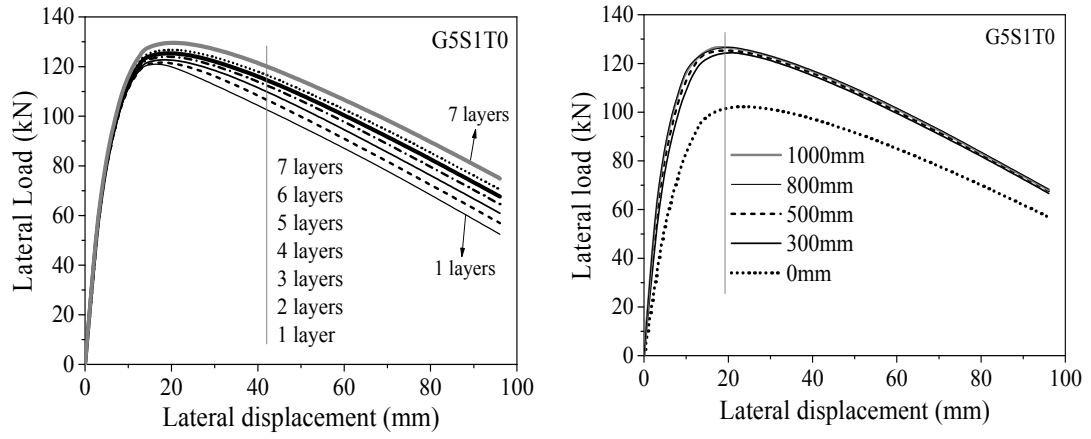 140
120
100
80
60
40
20
0
Lateral Load (kN)
G5S1T0
7 layers
7 layers
6 layers
5 layers
4 layers
3 layers
2 layers
1 layer
1 layers
0 20 40 60 80 100
Lateral displacement (mm)
140
120
100
80
60
40
20
0
Lateral load (kN)
G5S1T0
1000mm
800mm
500mm
300mm
0mm
0 20 40 60 80 100
Lateral displacement (mm)